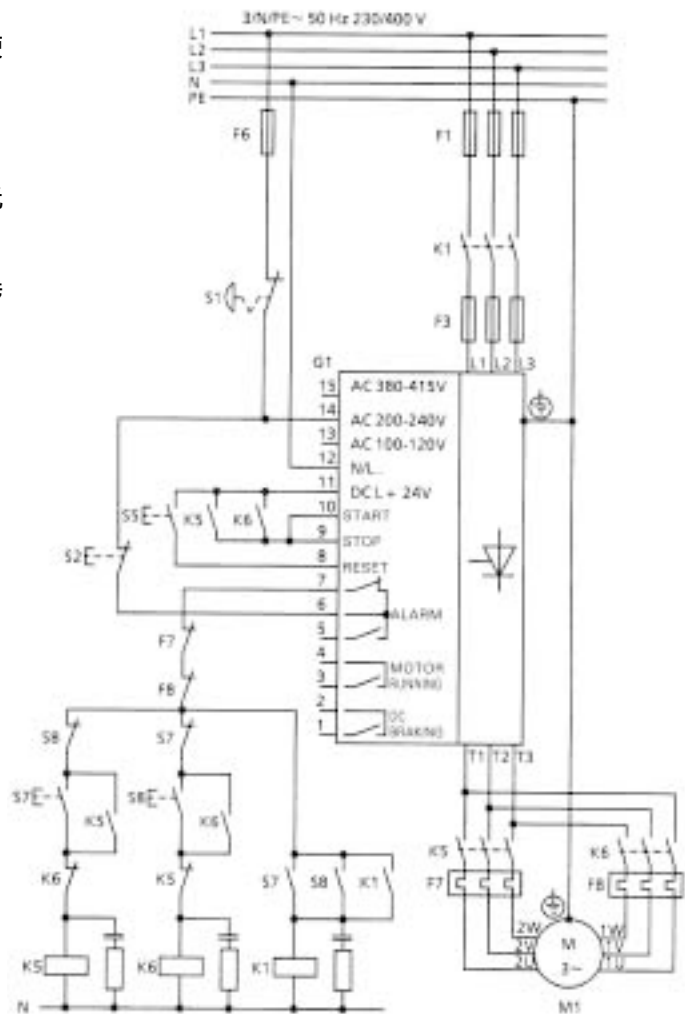 3/N/PE~ 50 Hz 230/400 V
L1
L2
L3
N
PE
F6
F1
K1
S1
F3
G1
L1 L2 L3
15 AC 380-415V
14 AC 200-240V
13 AC 100-120V
12 N/L
11 DC L + 24V
10 START
9 STOP
8 RESET
7
6 ALARM
5
4 MOTOR
3 RUNNING
2 DC
1 BRAKING
S5 K5 K6
S2
F7
F8
T1 T2 T3
S8 S7
S7 K5 S8 K6
K6 K5 S7 S8 K1
K5 K6 K1
N
K5 K6
F7 F8
2W 1W
2V 1V
2U 1U
M
3~
M1